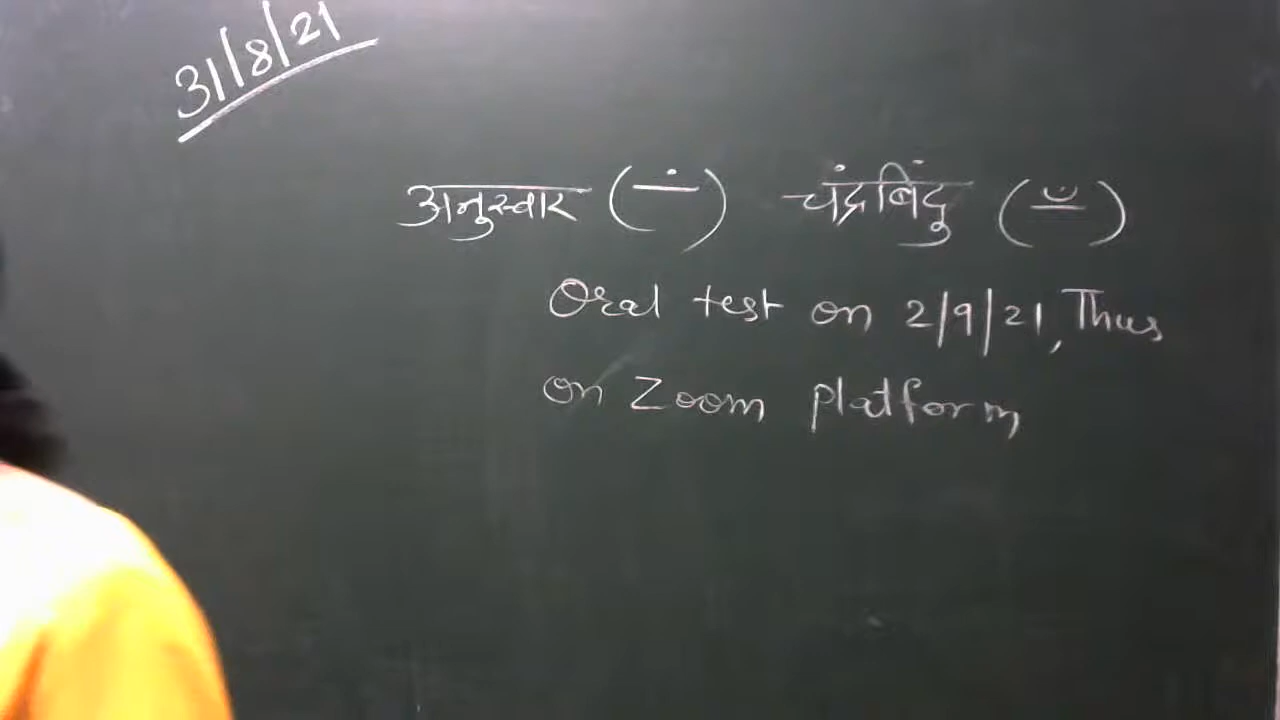 31/8/21
अनुस्वार (ं) चंद्रबिंदु (ँ)
Oral test on 2/9/21, Thus
on Zoom platform